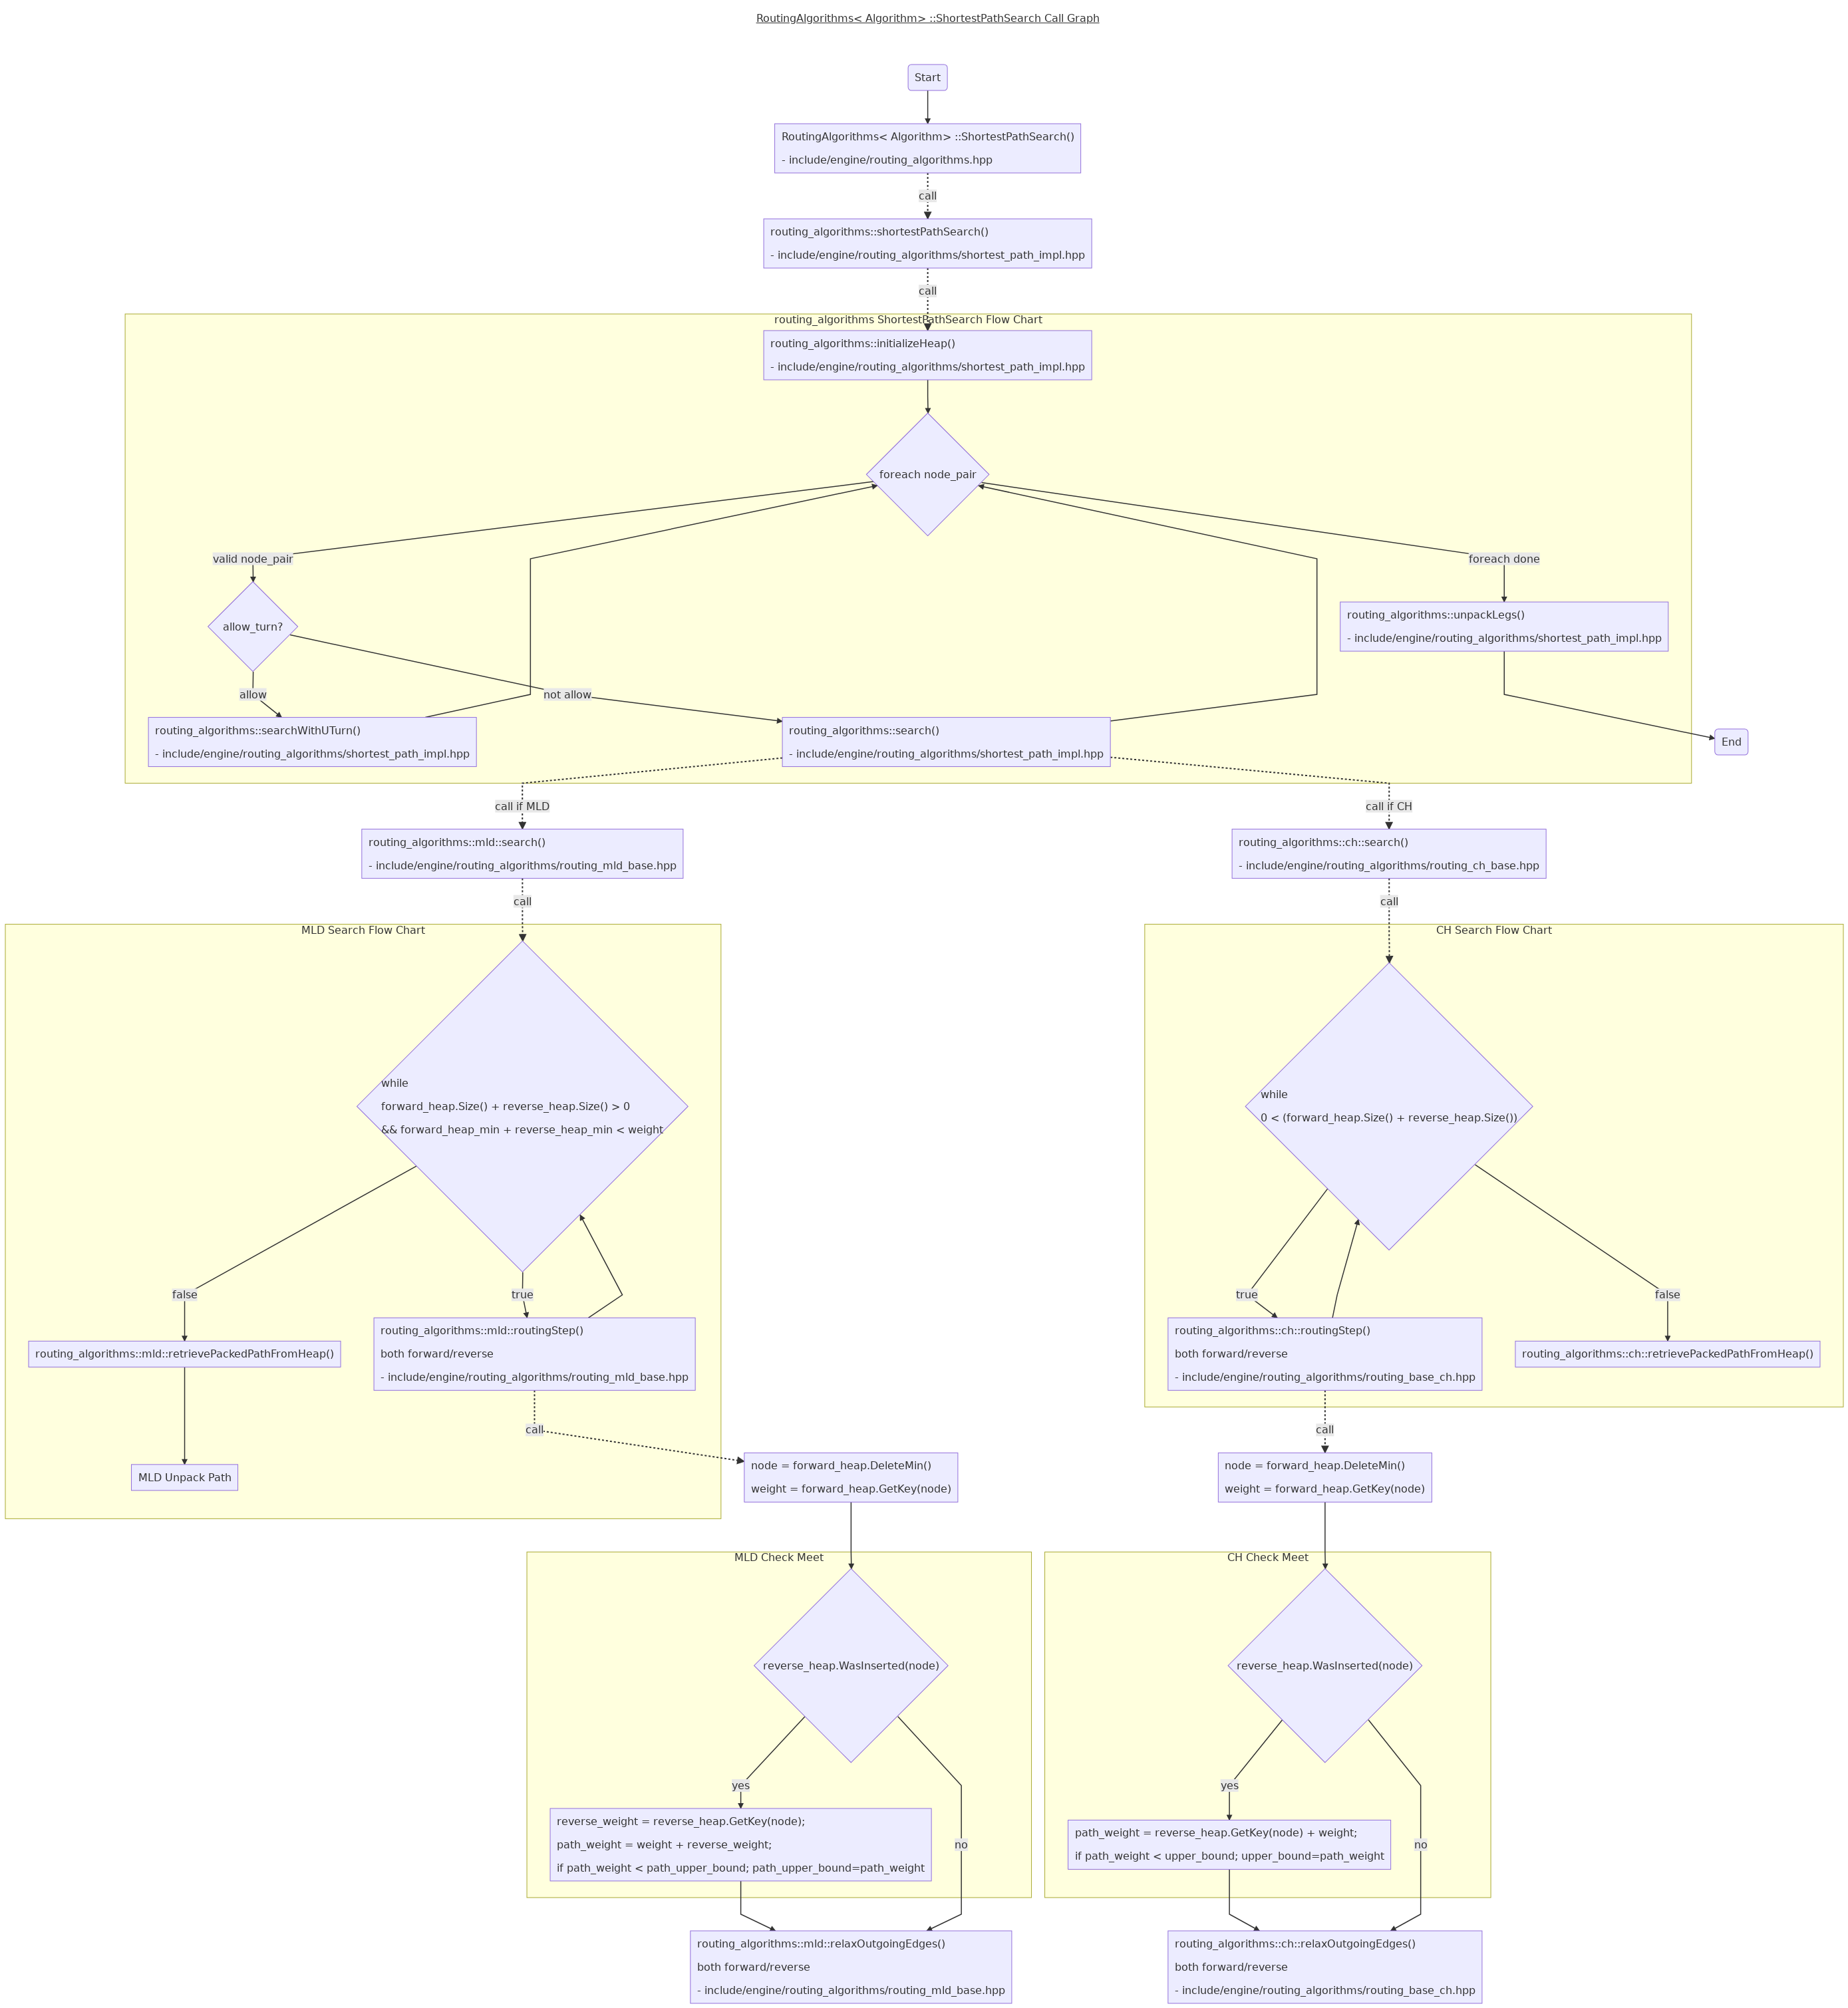 RoutingAlgorithms< Algorithm> ::ShortestPathSearch Call Graph
Start
RoutingAlgorithms< Algorithm> ::ShortestPathSearch()
- include/engine/routing_algorithms.hpp
call
routing_algorithms::shortestPathSearch()
- include/engine/routing_algorithms/shortest_path_impl.hpp
call
routing_algorithms ShortestPathSearch Flow Chart
routing_algorithms::initializeHeap()
- include/engine/routing_algorithms/shortest_path_impl.hpp
foreach node_pair
valid node_pair
foreach done
allow_turn?
routing_algorithms::unpackLegs()
- include/engine/routing_algorithms/shortest_path_impl.hpp
allow
not allow
routing_algorithms::searchWithUTurn()
- include/engine/routing_algorithms/shortest_path_impl.hpp
routing_algorithms::search()
- include/engine/routing_algorithms/shortest_path_impl.hpp
End
call if MLD
call if CH
routing_algorithms::mld::search()
- include/engine/routing_algorithms/routing_mld_base.hpp
routing_algorithms::ch::search()
- include/engine/routing_algorithms/routing_ch_base.hpp
call
call
MLD Search Flow Chart
while
forward_heap.Size() + reverse_heap.Size() > 0
&& forward_heap_min + reverse_heap_min < weight
false
true
routing_algorithms::mld::retrievePackedPathFromHeap()
routing_algorithms::mld::routingStep()
both forward/reverse
- include/engine/routing_algorithms/routing_mld_base.hpp
call
MLD Unpack Path
CH Search Flow Chart
while
0 < (forward_heap.Size() + reverse_heap.Size())
true
false
routing_algorithms::ch::routingStep()
both forward/reverse
- include/engine/routing_algorithms/routing_base_ch.hpp
routing_algorithms::ch::retrievePackedPathFromHeap()
call
node = forward_heap.DeleteMin()
weight = forward_heap.GetKey(node)
node = forward_heap.DeleteMin()
weight = forward_heap.GetKey(node)
MLD Check Meet
reverse_heap.WasInserted(node)
yes
no
reverse_weight = reverse_heap.GetKey(node);
path_weight = weight + reverse_weight;
if path_weight < path_upper_bound; path_upper_bound=path_weight
CH Check Meet
reverse_heap.WasInserted(node)
yes
no
path_weight = reverse_heap.GetKey(node) + weight;
if path_weight < upper_bound; upper_bound=path_weight
routing_algorithms::mld::relaxOutgoingEdges()
both forward/reverse
- include/engine/routing_algorithms/routing_mld_base.hpp
routing_algorithms::ch::relaxOutgoingEdges()
both forward/reverse
- include/engine/routing_algorithms/routing_base_ch.hpp